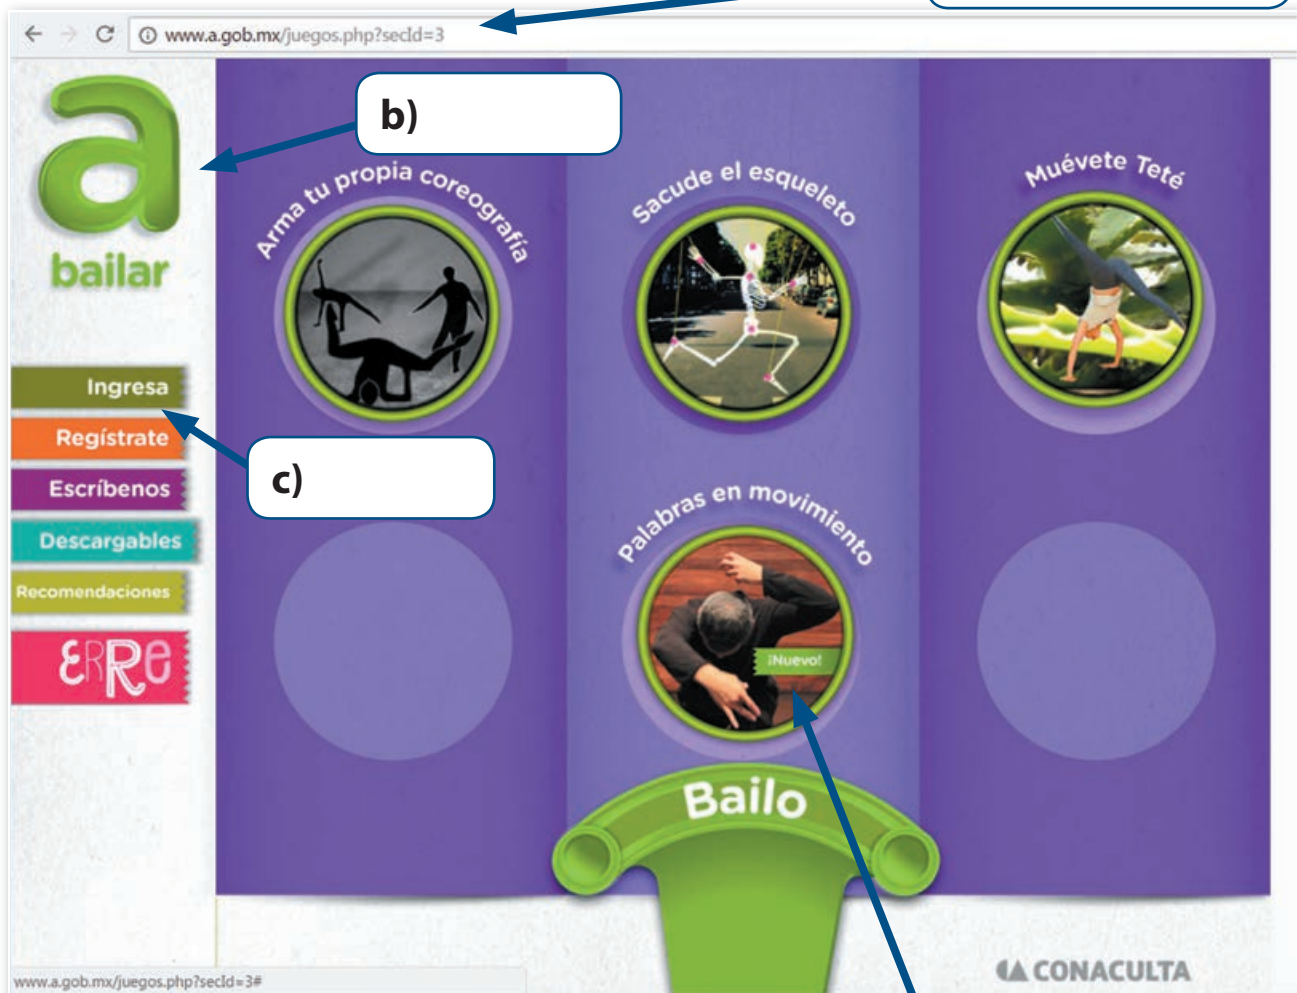 www.a.gob.mx/juegos.php?secId=3
a
bailar
b)
Arma tu propia coreografía
Sacude el esqueleto
Muévete Teté
Ingresa
Regístrate
Escríbenos
Descargables
Recomendaciones
ERRe
c)
Palabras en movimiento
¡Nuevo!
Bailo
CONACULTA
www.a.gob.mx/juegos.php?secId=3#